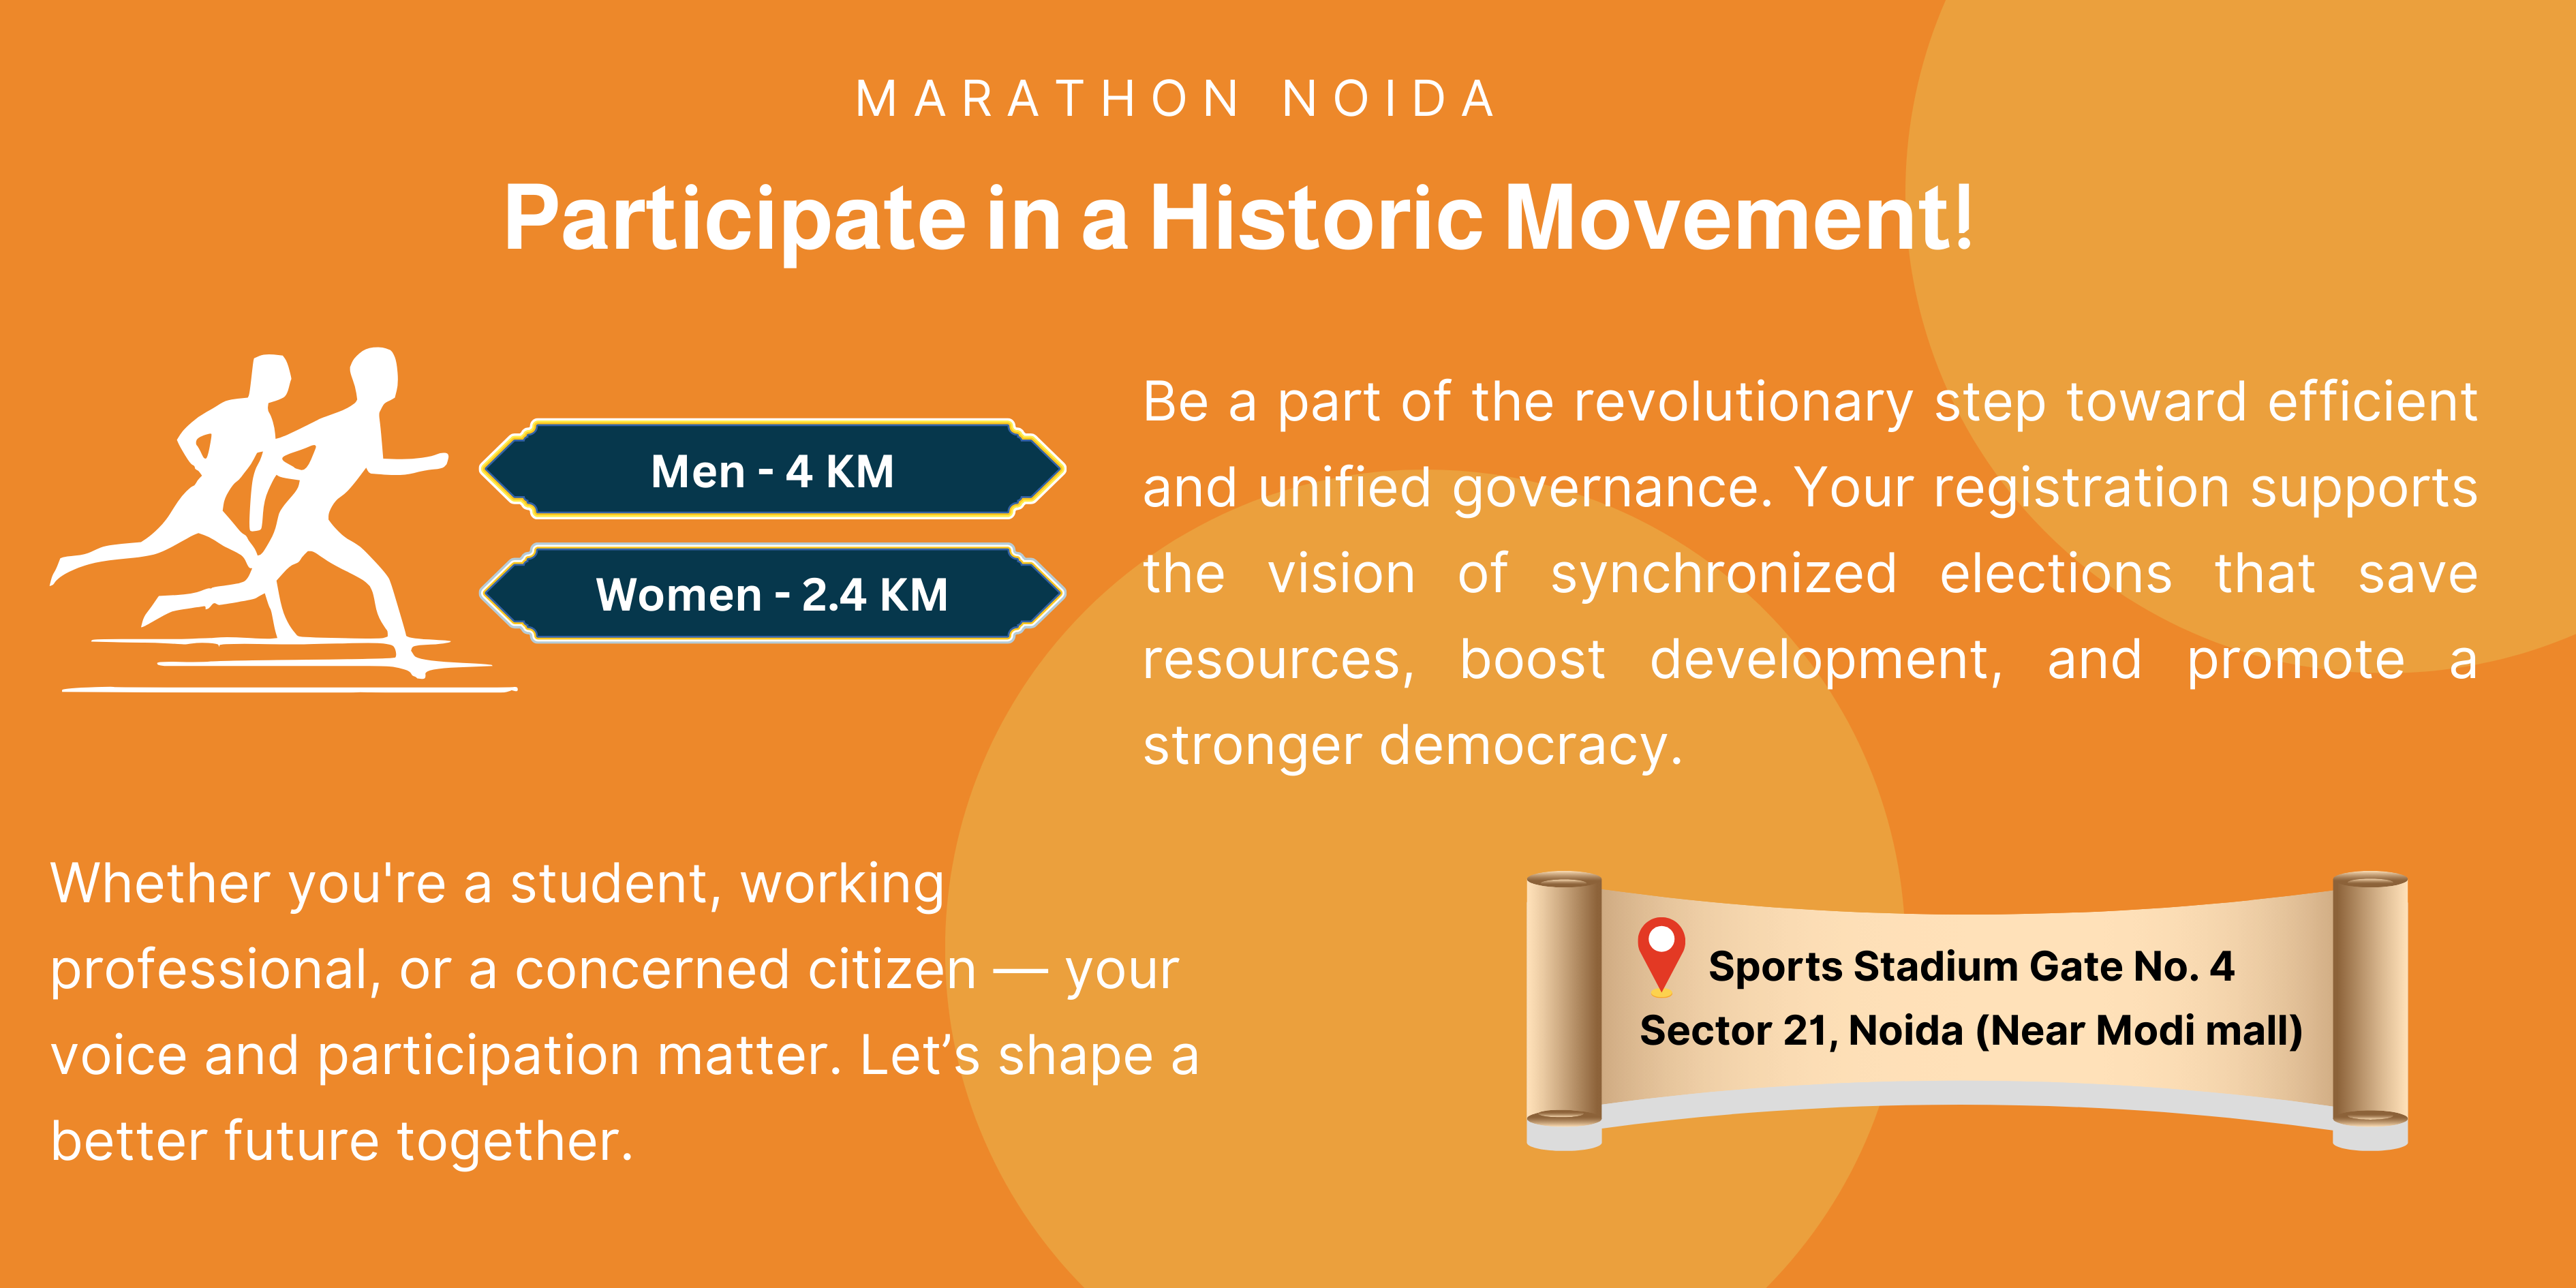 MARATHON NOIDA
Participate in a Historic Movement!
Men - 4 KM
Women - 2.4 KM
Be a part of the revolutionary step toward efficient
and unified governance. Your registration supports
the vision of synchronized elections that save
resources, boost development, and promote a
stronger democracy.
Whether you're a student, working
professional, or a concerned citizen — your
voice and participation matter. Let’s shape a
better future together.
Sports Stadium Gate No. 4
Sector 21, Noida (Near Modi mall)